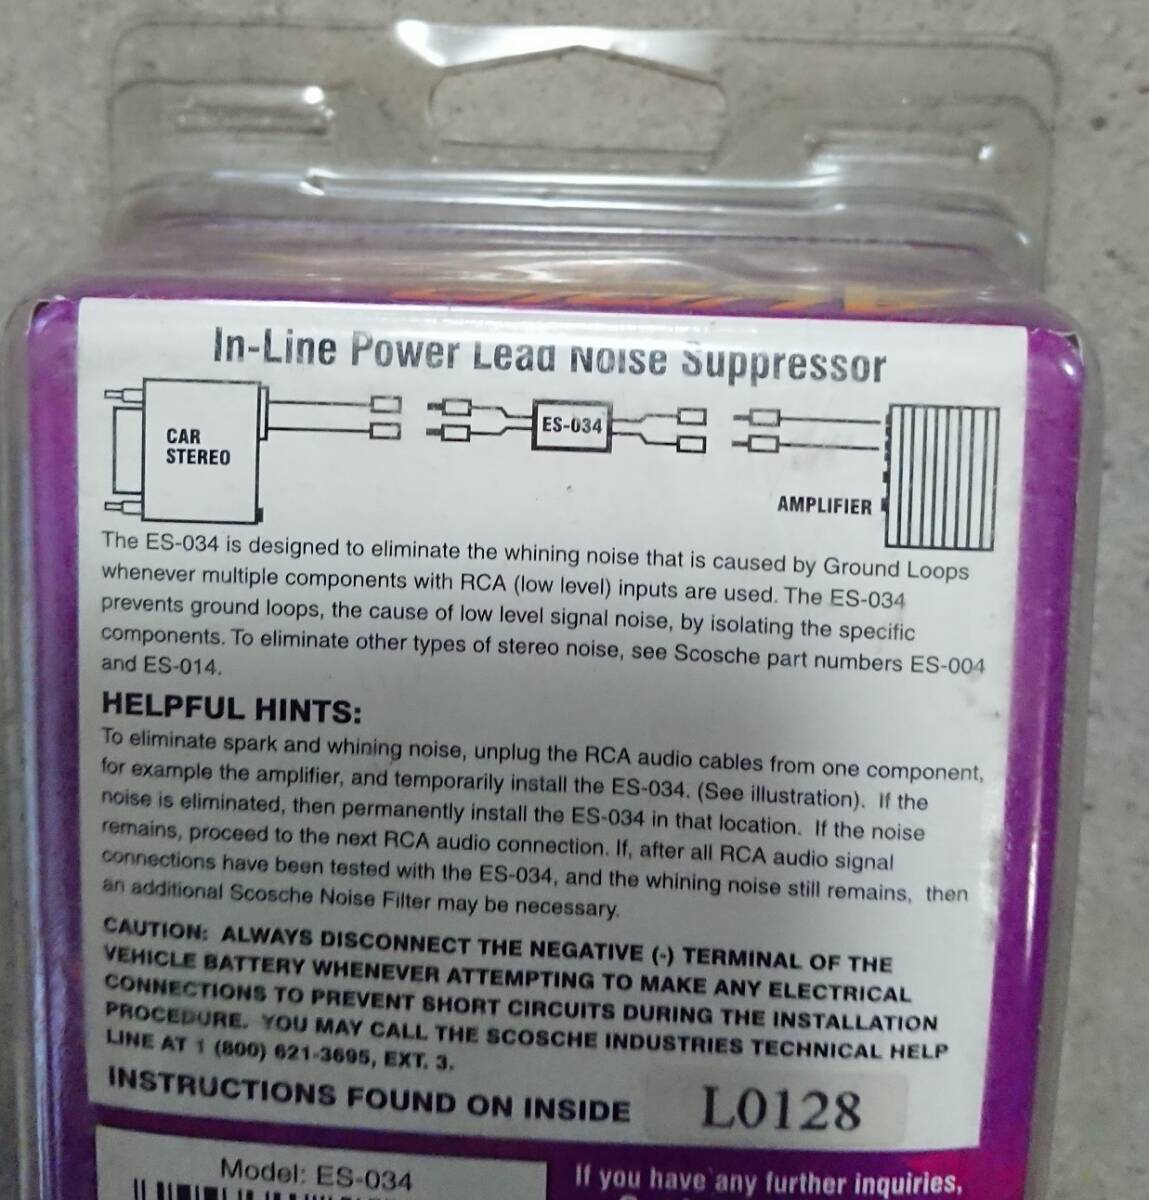 In-Line Power Lead Noise Suppressor
CAR
STEREO
ES-034
AMPLIFIER
The ES-034 is designed to eliminate the whining noise that is caused by Ground Loops
whenever multiple components with RCA (low level) inputs are used. The ES-034
prevents ground loops, the cause of low level signal noise, by isolating the specific
components. To eliminate other types of stereo noise, see Scosche part numbers ES-004
and ES-014.
HELPFUL HINTS:
To eliminate spark and whining noise, unplug the RCA audio cables from one component,
for example the amplifier, and temporarily install the ES-034. (See illustration). If the
noise is eliminated, then permanently install the ES-034 in that location. If the noise
remains, proceed to the next RCA audio connection. If, after all RCA audio signal
connections have been tested with the ES-034, and the whining noise still remains, then
an additional Scosche Noise Filter may be necessary.
CAUTION: ALWAYS DISCONNECT THE NEGATIVE (-) TERMINAL OF THE
VEHICLE BATTERY WHENEVER ATTEMPTING TO MAKE ANY ELECTRICAL
CONNECTIONS TO PREVENT SHORT CIRCUITS DURING THE INSTALLATION
PROCEDURE. YOU MAY CALL THE SCOSCHE INDUSTRIES TECHNICAL HELP
LINE AT 1 (800) 621-3695, EXT. 3.
INSTRUCTIONS FOUND ON INSIDE
L0128
Model: ES-034
If you have any further inquiries,